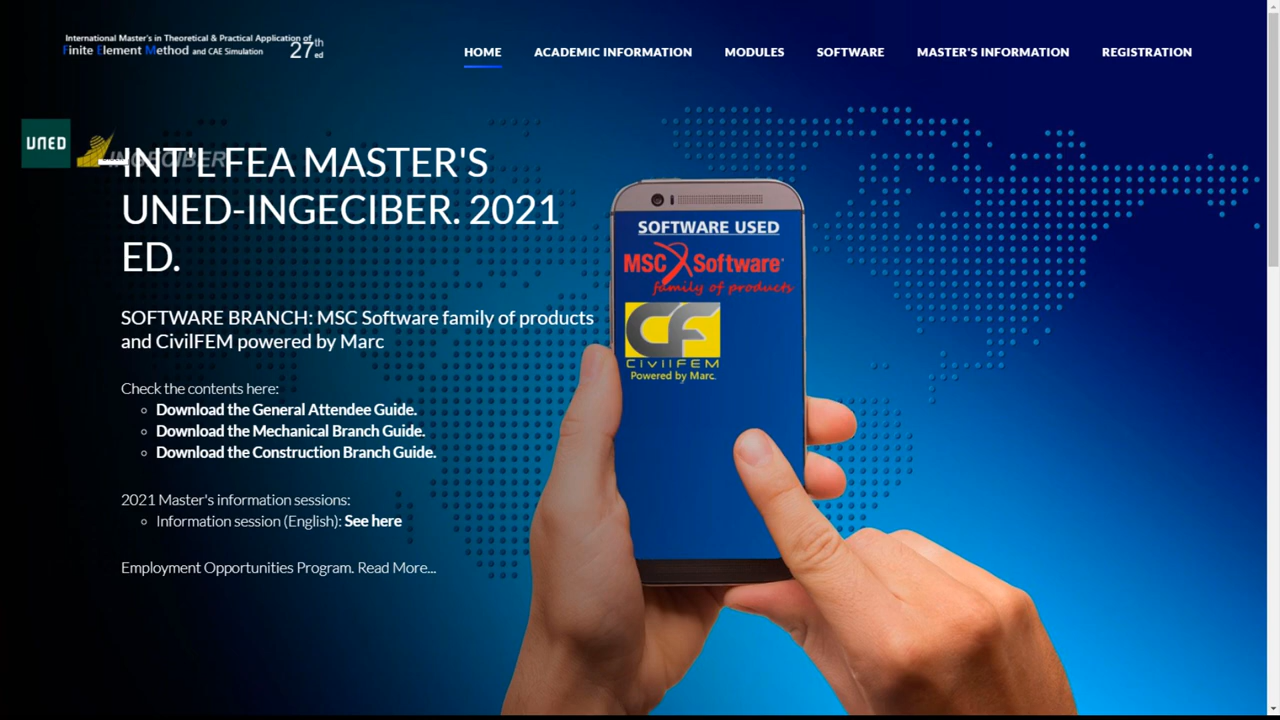 International Master's in Theoretical & Practical Application of
Finite Element Method and CAE Simulation
27th ed
HOME
ACADEMIC INFORMATION
MODULES
SOFTWARE
MASTER'S INFORMATION
REGISTRATION
UNED
INGECIBER
INT'L FEA MASTER'S
UNED-INGECIBER. 2021
ED.
SOFTWARE BRANCH: MSC Software family of products
and CivilFEM powered by Marc
Check the contents here:
Download the General Attendee Guide.
Download the Mechanical Branch Guide.
Download the Construction Branch Guide.
2021 Master's information sessions:
Information session (English): See here
Employment Opportunities Program. Read More...
SOFTWARE USED
MSC Software
family of products
CF
CivilFEM
Powered by Marc.